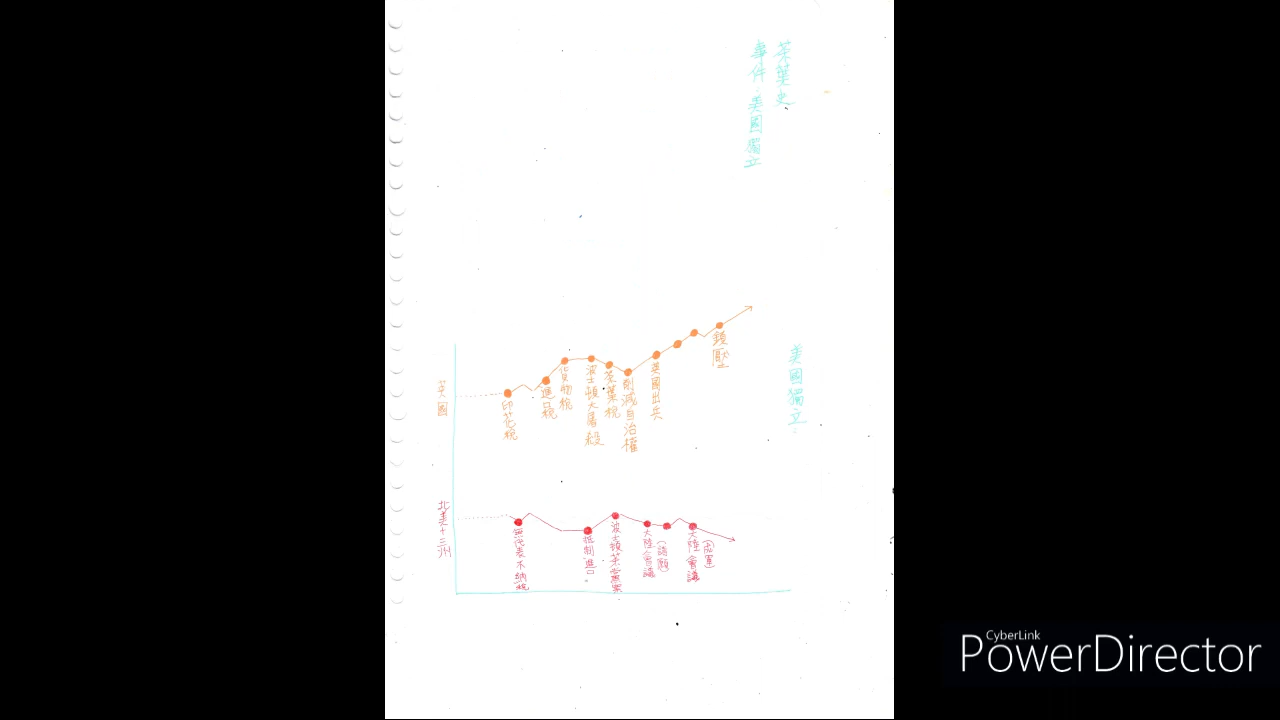 茶葉史
事件：美國獨立
美國獨立
英國
印花稅
進口稅
貨物稅
波士頓大屠殺
茶葉稅
削減自治權
英國出兵
鎮壓
北美十三州
無代表不納稅
抵制進口
波士頓茶葉黨案
大陸會議
(請願)
大陸會議
(成軍)
CyberLink
PowerDirector